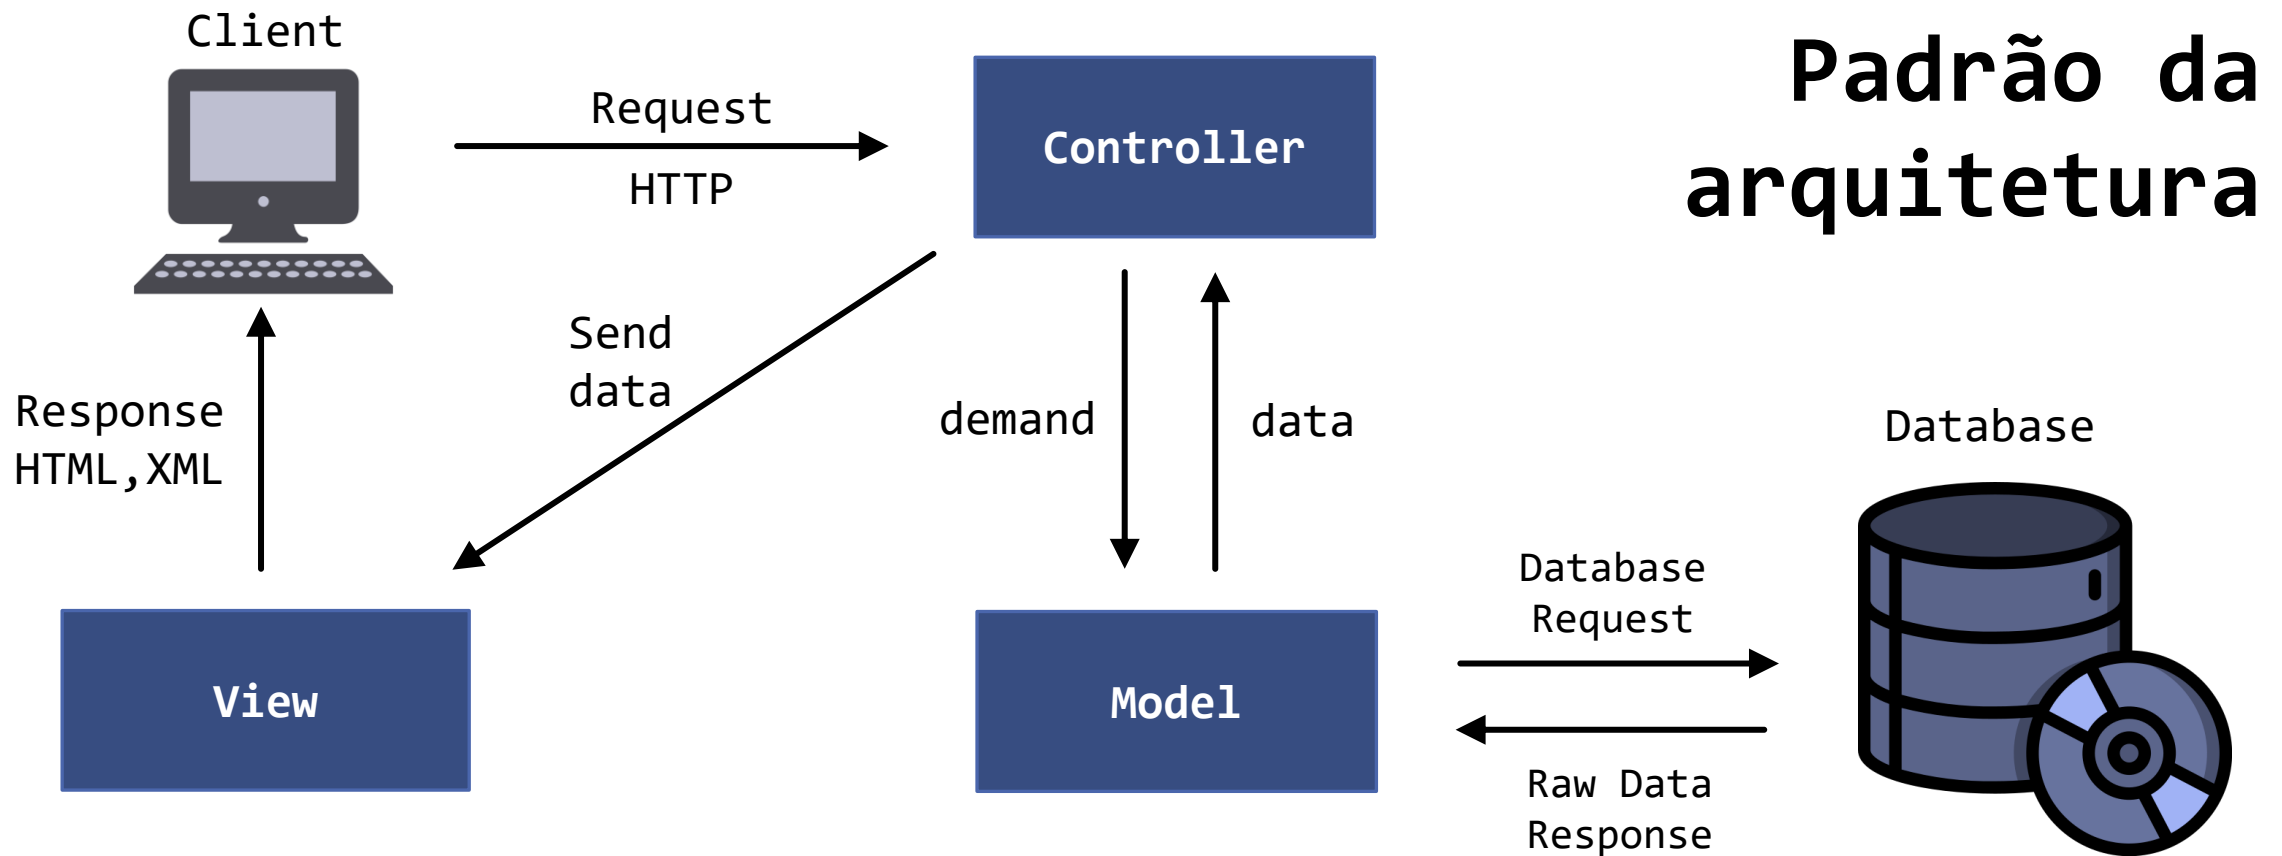 Client
Padrão da
arquitetura
Request
HTTP
Controller
Send
data
Response
HTML,XML
demand
data
Database
Database
Request
View
Model
Raw Data
Response